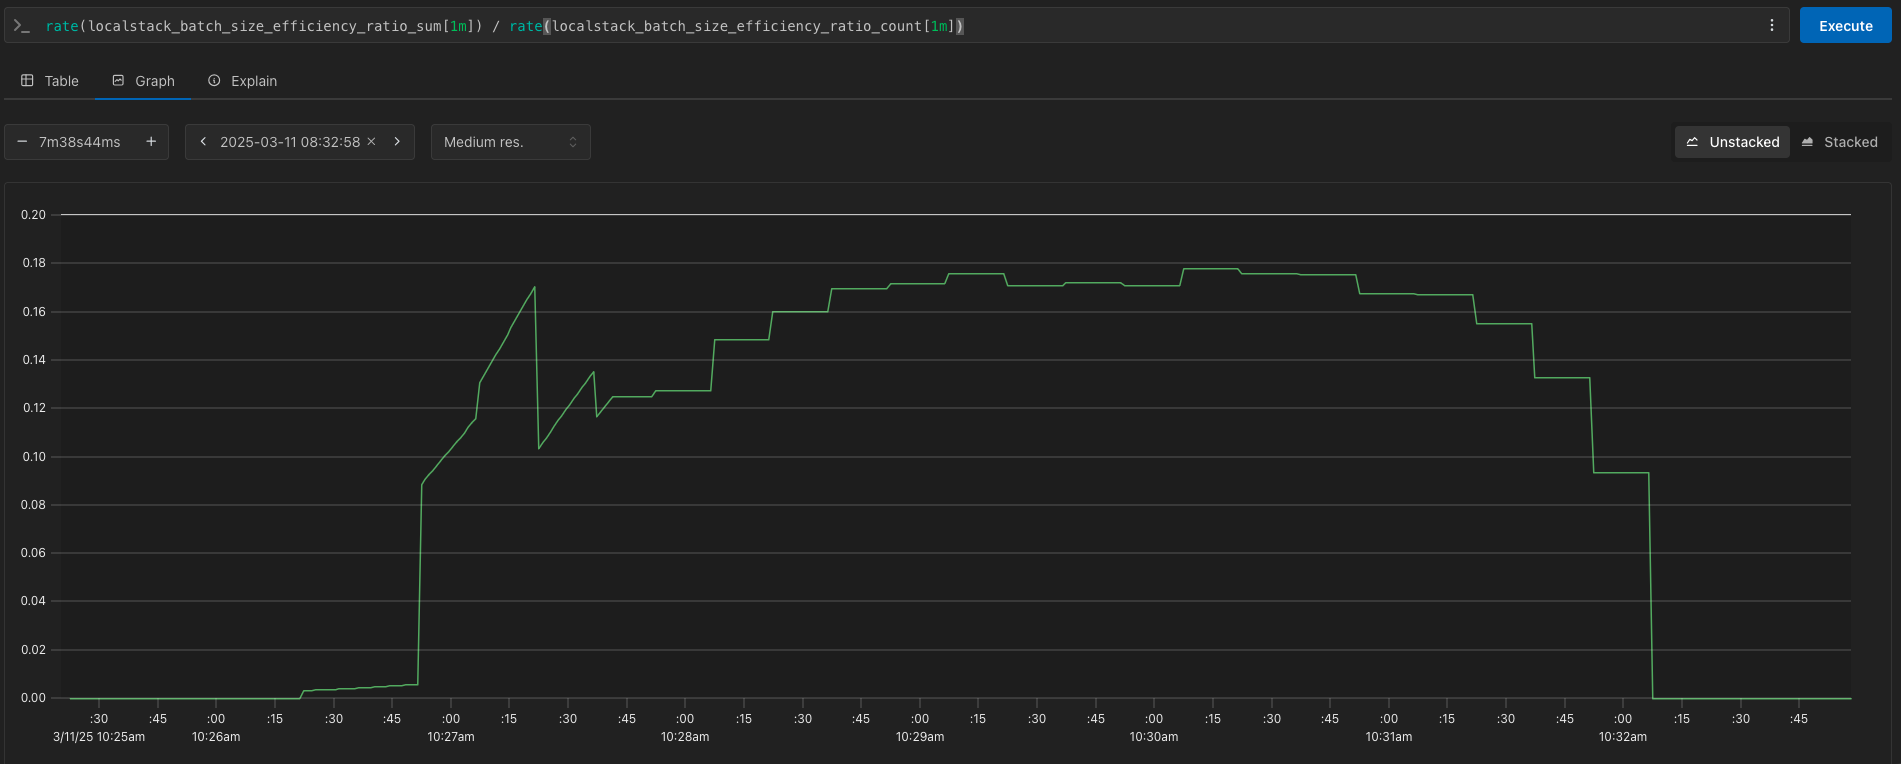 >_ rate(localstack_batch_size_efficiency_ratio_sum[1m]) / rate(localstack_batch_size_efficiency_ratio_count[1m])
Execute
Table Graph Explain
− 7m38s44ms + < 2025-03-11 08:32:58 × > Medium res. Unstacked Stacked
0.20
0.18
0.16
0.14
0.12
0.10
0.08
0.06
0.04
0.02
0.00
:30 :45 :00 :15 :30 :45 :00 :15 :30 :45 :00 :15 :30 :45 :00 :15 :30 :45 :00 :15 :30 :45 :00 :15 :30 :45 :00 :15 :30 :45
3/11/25 10:25am 10:26am 10:27am 10:28am 10:29am 10:30am 10:31am 10:32am